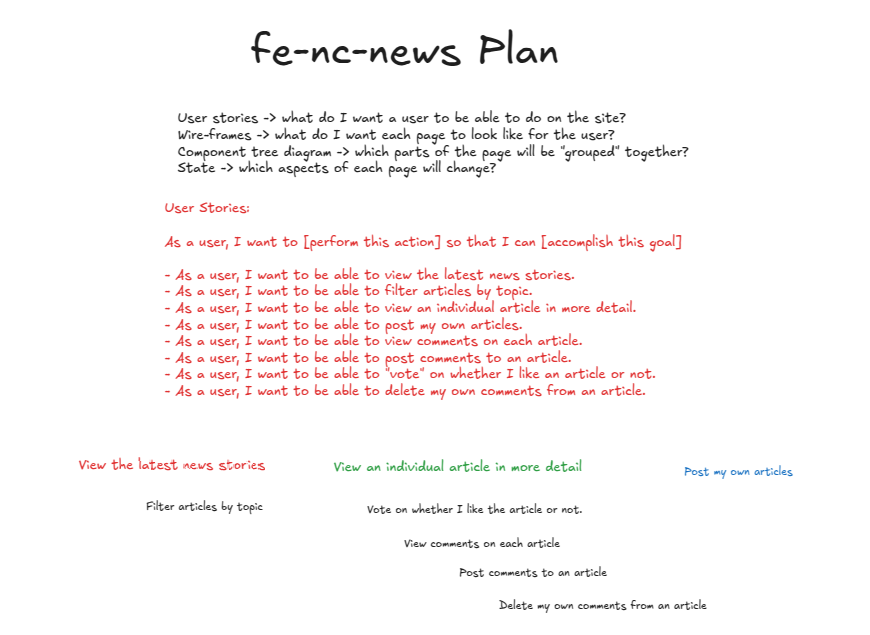 fe-nc-news Plan
User stories -> what do I want a user to be able to do on the site?
Wire-frames -> what do I want each page to look like for the user?
Component tree diagram -> which parts of the page will be "grouped" together?
State -> which aspects of each page will change?
User Stories:
As a user, I want to [perform this action] so that I can [accomplish this goal]
- As a user, I want to be able to view the latest news stories.
- As a user, I want to be able to filter articles by topic.
- As a user, I want to be able to view an individual article in more detail.
- As a user, I want to be able to post my own articles.
- As a user, I want to be able to view comments on each article.
- As a user, I want to be able to post comments to an article.
- As a user, I want to be able to "vote" on whether I like an article or not.
- As a user, I want to be able to delete my own comments from an article.
View the latest news stories
Filter articles by topic
View an individual article in more detail
Vote on whether I like the article or not.
View comments on each article
Post comments to an article
Delete my own comments from an article
Post my own articles